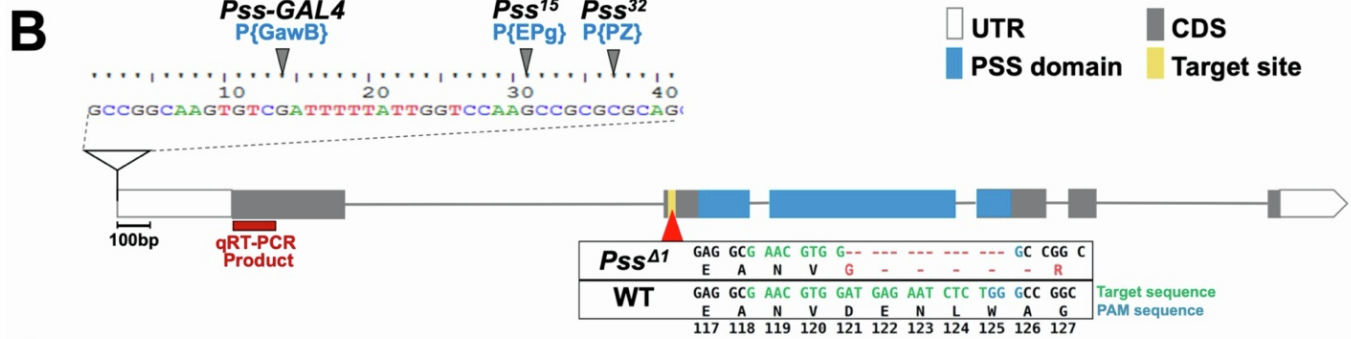 B
Pss-GAL4 Pss¹⁵ Pss³²
P{GawB} P{EPg} P{PZ}
10 20 30 40
GCCGGCAAGTGTCGATTTTTATTGGTCCAAGCCGCGCGCAG
UTR CDS
PSS domain Target site
100bp
qRT-PCR
Product
Pss^Δ1 GAG GCG AAC GTG G-- --- --- --- --- GC CGG C
E A N V G - - - - - R
WT GAG GCG AAC GTG GAT GAG AAT CTC TGG GCC GGC Target sequence
E A N V D E N L W A G PAM sequence
117 118 119 120 121 122 123 124 125 126 127